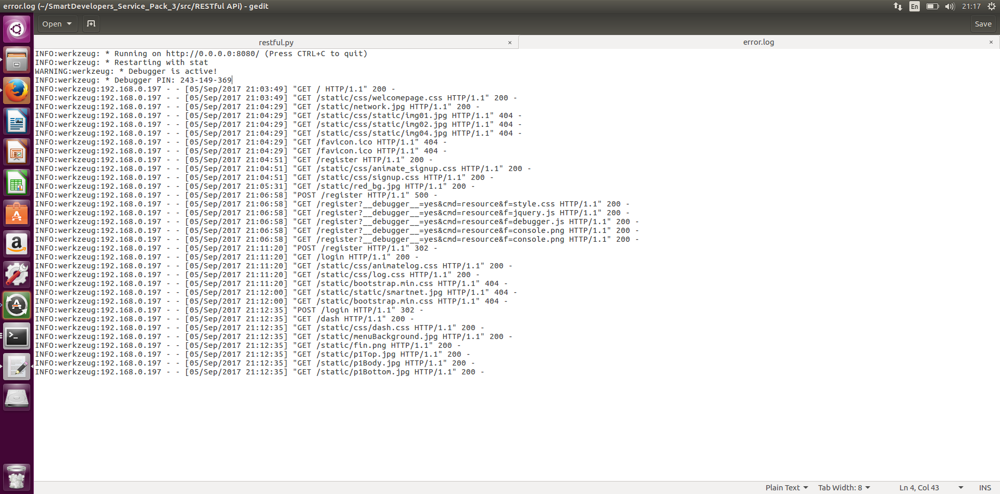 error.log (~/SmartDevelopers_Service_Pack_3/src/RESTful APi) - gedit
En
21:17
Open
Save
restful.py ×
error.log ×
INFO:werkzeug: * Running on http://0.0.0.0:8080/ (Press CTRL+C to quit)
INFO:werkzeug: * Restarting with stat
WARNING:werkzeug: * Debugger is active!
INFO:werkzeug: * Debugger PIN: 243-149-369
INFO:werkzeug:192.168.0.197 - - [05/Sep/2017 21:03:49] "GET / HTTP/1.1" 200 -
INFO:werkzeug:192.168.0.197 - - [05/Sep/2017 21:03:49] "GET /static/css/welcomepage.css HTTP/1.1" 200 -
INFO:werkzeug:192.168.0.197 - - [05/Sep/2017 21:04:29] "GET /static/network.jpg HTTP/1.1" 200 -
INFO:werkzeug:192.168.0.197 - - [05/Sep/2017 21:04:29] "GET /static/css/static/img01.jpg HTTP/1.1" 404 -
INFO:werkzeug:192.168.0.197 - - [05/Sep/2017 21:04:29] "GET /static/css/static/img02.jpg HTTP/1.1" 404 -
INFO:werkzeug:192.168.0.197 - - [05/Sep/2017 21:04:29] "GET /static/css/static/img04.jpg HTTP/1.1" 404 -
INFO:werkzeug:192.168.0.197 - - [05/Sep/2017 21:04:29] "GET /favicon.ico HTTP/1.1" 404 -
INFO:werkzeug:192.168.0.197 - - [05/Sep/2017 21:04:29] "GET /favicon.ico HTTP/1.1" 404 -
INFO:werkzeug:192.168.0.197 - - [05/Sep/2017 21:04:51] "GET /register HTTP/1.1" 200 -
INFO:werkzeug:192.168.0.197 - - [05/Sep/2017 21:04:51] "GET /static/css/animate_signup.css HTTP/1.1" 200 -
INFO:werkzeug:192.168.0.197 - - [05/Sep/2017 21:04:51] "GET /static/css/signup.css HTTP/1.1" 200 -
INFO:werkzeug:192.168.0.197 - - [05/Sep/2017 21:05:31] "GET /static/red_bg.jpg HTTP/1.1" 200 -
INFO:werkzeug:192.168.0.197 - - [05/Sep/2017 21:06:58] "POST /register HTTP/1.1" 500 -
INFO:werkzeug:192.168.0.197 - - [05/Sep/2017 21:06:58] "GET /register?__debugger__=yes&cmd=resource&f=style.css HTTP/1.1" 200 -
INFO:werkzeug:192.168.0.197 - - [05/Sep/2017 21:06:58] "GET /register?__debugger__=yes&cmd=resource&f=jquery.js HTTP/1.1" 200 -
INFO:werkzeug:192.168.0.197 - - [05/Sep/2017 21:06:58] "GET /register?__debugger__=yes&cmd=resource&f=debugger.js HTTP/1.1" 200 -
INFO:werkzeug:192.168.0.197 - - [05/Sep/2017 21:06:58] "GET /register?__debugger__=yes&cmd=resource&f=console.png HTTP/1.1" 200 -
INFO:werkzeug:192.168.0.197 - - [05/Sep/2017 21:06:58] "GET /register?__debugger__=yes&cmd=resource&f=console.png HTTP/1.1" 200 -
INFO:werkzeug:192.168.0.197 - - [05/Sep/2017 21:11:20] "POST /register HTTP/1.1" 302 -
INFO:werkzeug:192.168.0.197 - - [05/Sep/2017 21:11:20] "GET /login HTTP/1.1" 200 -
INFO:werkzeug:192.168.0.197 - - [05/Sep/2017 21:11:20] "GET /static/css/animatelog.css HTTP/1.1" 200 -
INFO:werkzeug:192.168.0.197 - - [05/Sep/2017 21:11:20] "GET /static/css/log.css HTTP/1.1" 200 -
INFO:werkzeug:192.168.0.197 - - [05/Sep/2017 21:11:20] "GET /static/bootstrap.min.css HTTP/1.1" 404 -
INFO:werkzeug:192.168.0.197 - - [05/Sep/2017 21:12:00] "GET /static/static/smartnet.jpg HTTP/1.1" 404 -
INFO:werkzeug:192.168.0.197 - - [05/Sep/2017 21:12:00] "GET /static/bootstrap.min.css HTTP/1.1" 404 -
INFO:werkzeug:192.168.0.197 - - [05/Sep/2017 21:12:35] "POST /login HTTP/1.1" 302 -
INFO:werkzeug:192.168.0.197 - - [05/Sep/2017 21:12:35] "GET /dash HTTP/1.1" 200 -
INFO:werkzeug:192.168.0.197 - - [05/Sep/2017 21:12:35] "GET /static/css/dash.css HTTP/1.1" 200 -
INFO:werkzeug:192.168.0.197 - - [05/Sep/2017 21:12:35] "GET /static/menuBackground.jpg HTTP/1.1" 200 -
INFO:werkzeug:192.168.0.197 - - [05/Sep/2017 21:12:35] "GET /static/fin.png HTTP/1.1" 200 -
INFO:werkzeug:192.168.0.197 - - [05/Sep/2017 21:12:35] "GET /static/p1Top.jpg HTTP/1.1" 200 -
INFO:werkzeug:192.168.0.197 - - [05/Sep/2017 21:12:35] "GET /static/p1Body.jpg HTTP/1.1" 200 -
INFO:werkzeug:192.168.0.197 - - [05/Sep/2017 21:12:35] "GET /static/p1Bottom.jpg HTTP/1.1" 200 -
Plain Text
Tab Width: 8
Ln 4, Col 43
INS